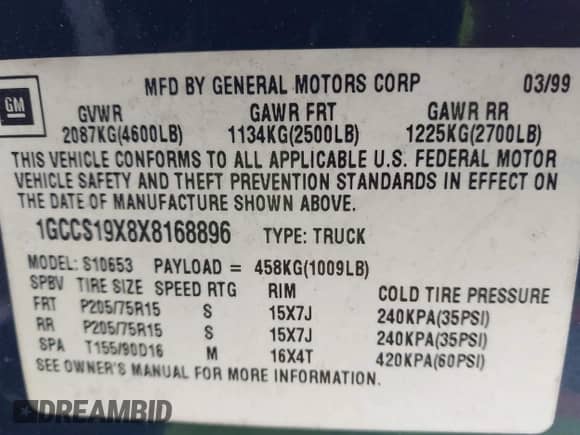 MFD BY GENERAL MOTORS CORP 03/99
GM
GVWR GAWR FRT GAWR RR
2087KG(4600LB) 1134KG(2500LB) 1225KG(2700LB)
THIS VEHICLE CONFORMS TO ALL APPLICABLE U.S. FEDERAL MOTOR
VEHICLE SAFETY AND THEFT PREVENTION STANDARDS IN EFFECT ON
THE DATE OF MANUFACTURE SHOWN ABOVE.
1GCCS19X8X8168896 TYPE: TRUCK
MODEL: S10653 PAYLOAD = 458KG(1009LB)
SPBV TIRE SIZE SPEED RTG RIM COLD TIRE PRESSURE
FRT P205/75R15 S 15X7J 240KPA(35PSI)
RR P205/75R15 S 15X7J 240KPA(35PSI)
SPA T155/90D16 M 16X4T 420KPA(60PSI)
SEE OWNER'S MANUAL FOR MORE INFORMATION.
DREAMBID